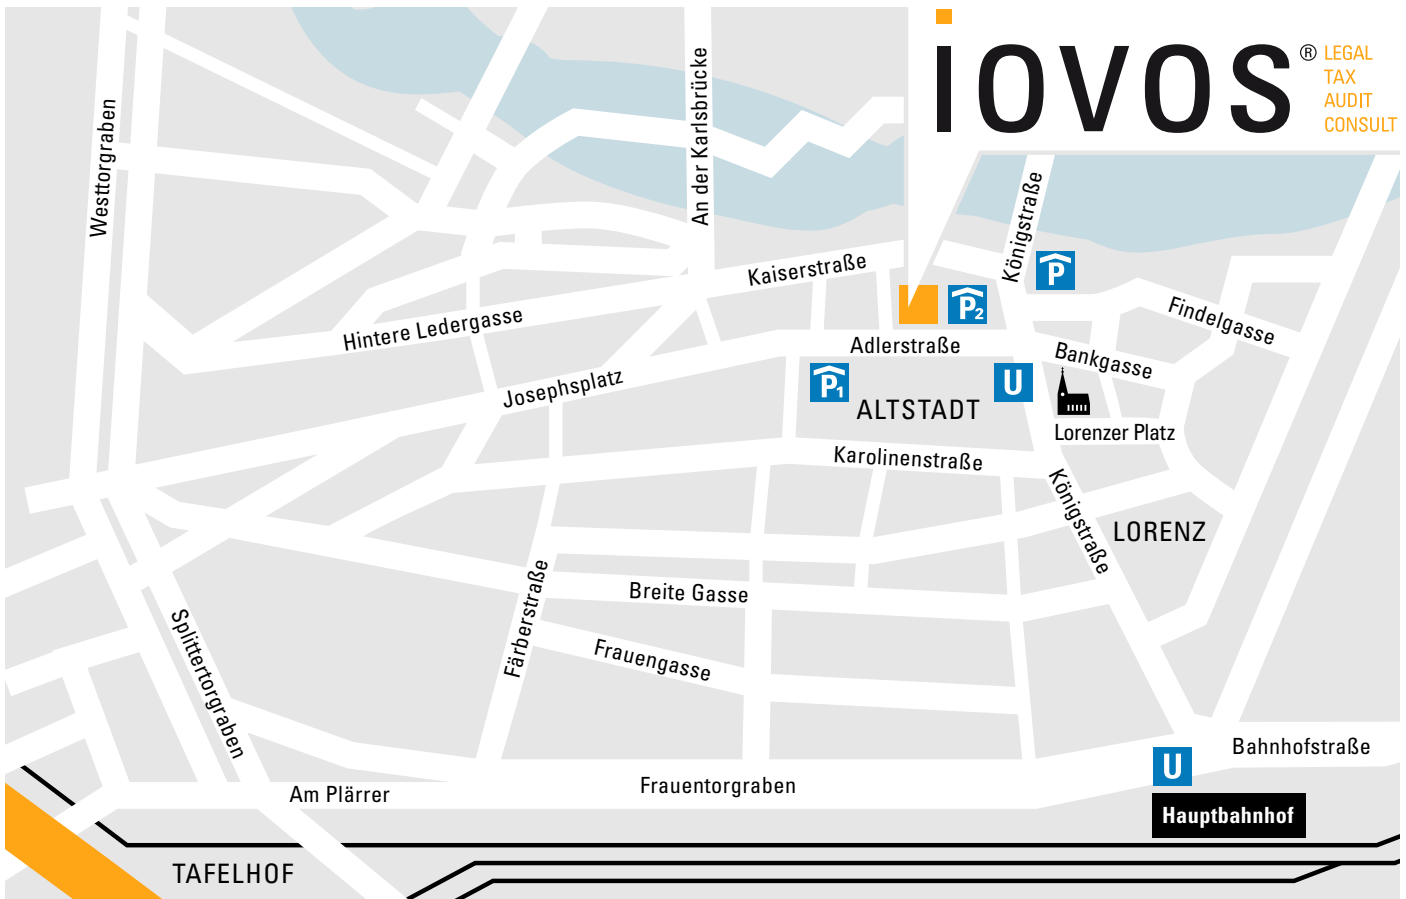 iOVOS®
LEGAL
TAX
AUDIT
CONSULT
Westtorgraben
An der Karlsbrücke
Königstraße
Kaiserstraße
P
Hintere Ledergasse
P2
Findelgasse
Adlerstraße
Bankgasse
Josephsplatz
P1
U
ALTSTADT
Lorenzer Platz
Karolinenstraße
Königstraße
LORENZ
Breite Gasse
Färberstraße
Frauengasse
Splittertorgraben
Bahnhofstraße
U
Frauentorgraben
Am Plärrer
Hauptbahnhof
TAFELHOF